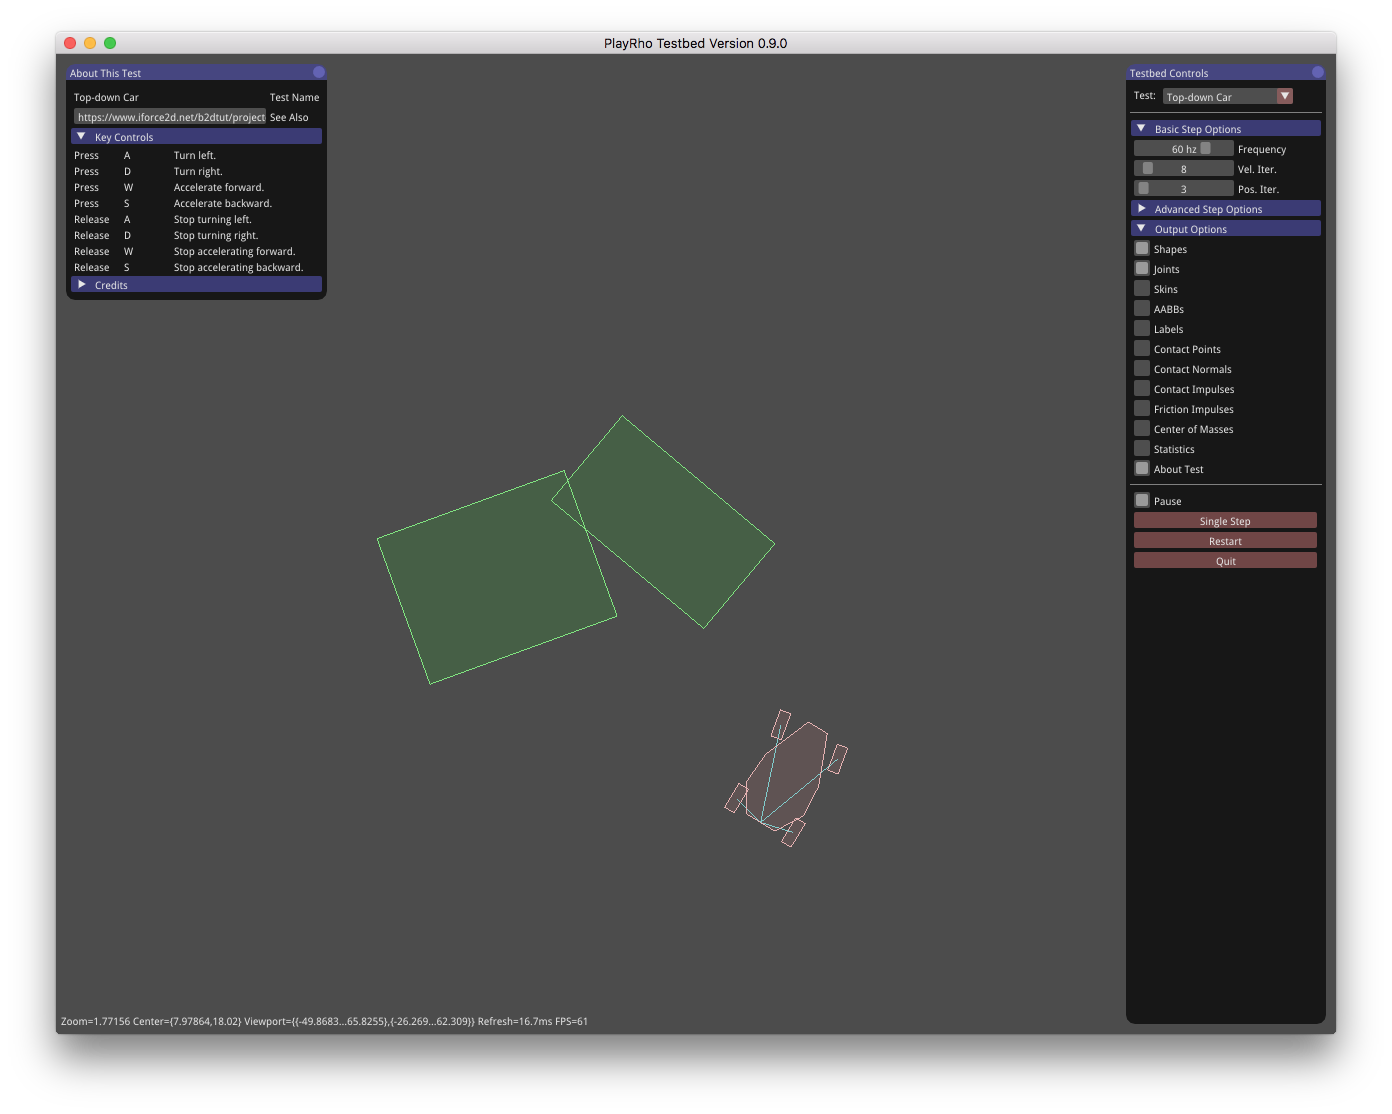 PlayRho Testbed Version 0.9.0
About This Test
Top-down Car Test Name
https://www.iforce2d.net/b2dtut/project See Also
Key Controls
Press A Turn left.
Press D Turn right.
Press W Accelerate forward.
Press S Accelerate backward.
Release A Stop turning left.
Release D Stop turning right.
Release W Stop accelerating forward.
Release S Stop accelerating backward.
Credits
Testbed Controls
Test: Top-down Car
Basic Step Options
60 hz Frequency
8 Vel. Iter.
3 Pos. Iter.
Advanced Step Options
Output Options
Shapes
Joints
Skins
AABBs
Labels
Contact Points
Contact Normals
Contact Impulses
Friction Impulses
Center of Masses
Statistics
About Test
Pause
Single Step
Restart
Quit
Zoom=1.77156 Center={7.97864,18.02} Viewport={{-49.8683...65.8255},{-26.269...62.309}} Refresh=16.7ms FPS=61